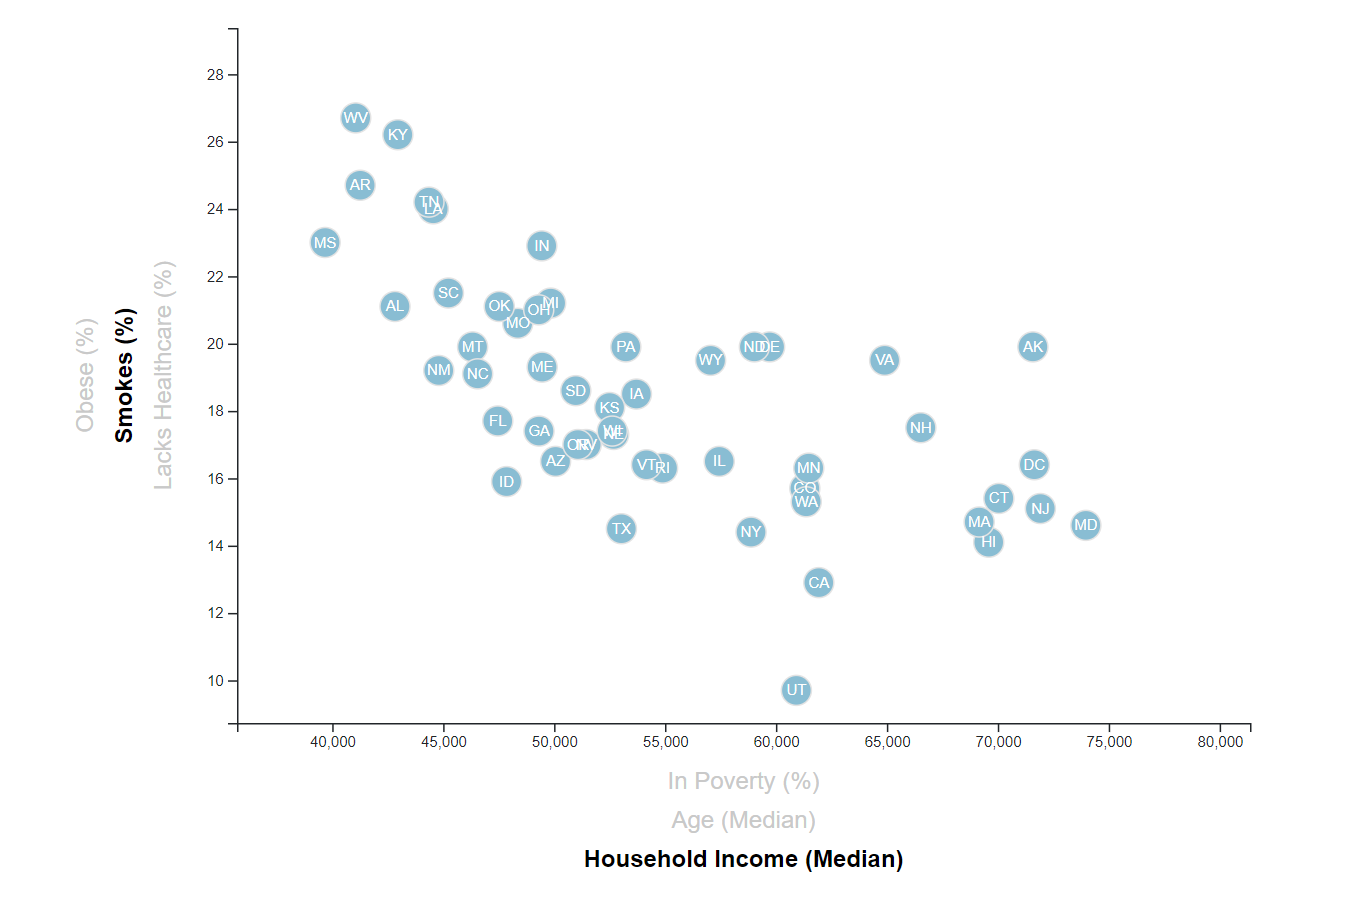 28
26
24
22
20
18
16
14
12
10
Obese (%)
Smokes (%)
Lacks Healthcare (%)
WV
KY
AR
TN
LA
MS
IN
SC
AL
OK
MI
OH
MO
MT
PA
ND
DE
AK
WY
VA
ME
NM
NC
SD
IA
KS
FL
NH
GA
WI
NE
OR
NV
AZ
IL
VT
RI
MN
DC
ID
CO
WA
CT
NJ
MA
MD
TX
NY
HI
CA
UT
40,000 45,000 50,000 55,000 60,000 65,000 70,000 75,000 80,000
In Poverty (%)
Age (Median)
Household Income (Median)